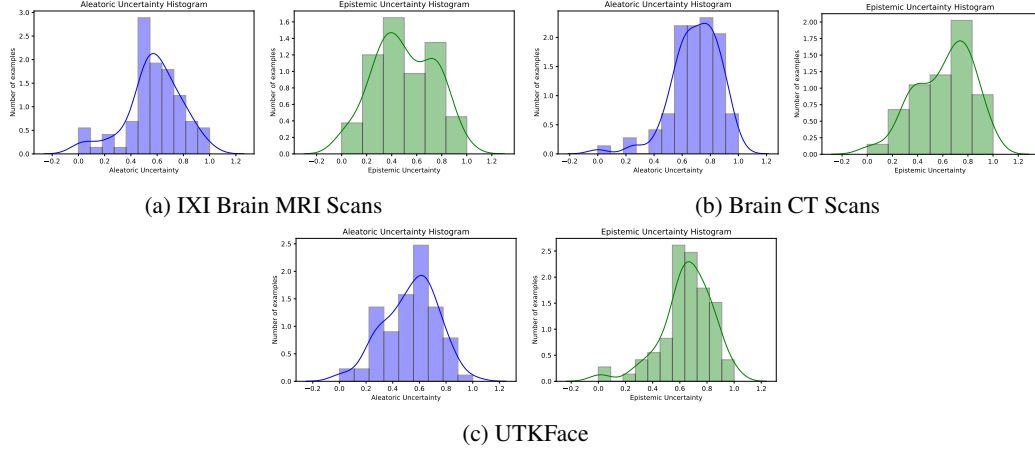 Aleatoric Uncertainty Histogram
Number of examples
3.0
2.5
2.0
1.5
1.0
0.5
0.0
−0.2 0.0 0.2 0.4 0.6 0.8 1.0 1.2
Aleatoric Uncertainty
Epistemic Uncertainty Histogram
Number of examples
1.6
1.4
1.2
1.0
0.8
0.6
0.4
0.2
0.0
−0.2 0.0 0.2 0.4 0.6 0.8 1.0 1.2
Epistemic Uncertainty
(a) IXI Brain MRI Scans
Aleatoric Uncertainty Histogram
Number of examples
2.0
1.5
1.0
0.5
0.0
−0.2 0.0 0.2 0.4 0.6 0.8 1.0 1.2
Aleatoric Uncertainty
Epistemic Uncertainty Histogram
Number of examples
2.00
1.75
1.50
1.25
1.00
0.75
0.50
0.25
0.00
−0.2 0.0 0.2 0.4 0.6 0.8 1.0 1.2
Epistemic Uncertainty
(b) Brain CT Scans
Aleatoric Uncertainty Histogram
Number of examples
2.5
2.0
1.5
1.0
0.5
0.0
−0.2 0.0 0.2 0.4 0.6 0.8 1.0 1.2
Aleatoric Uncertainty
Epistemic Uncertainty Histogram
Number of examples
2.5
2.0
1.5
1.0
0.5
0.0
−0.2 0.0 0.2 0.4 0.6 0.8 1.0 1.2
Epistemic Uncertainty
(c) UTKFace